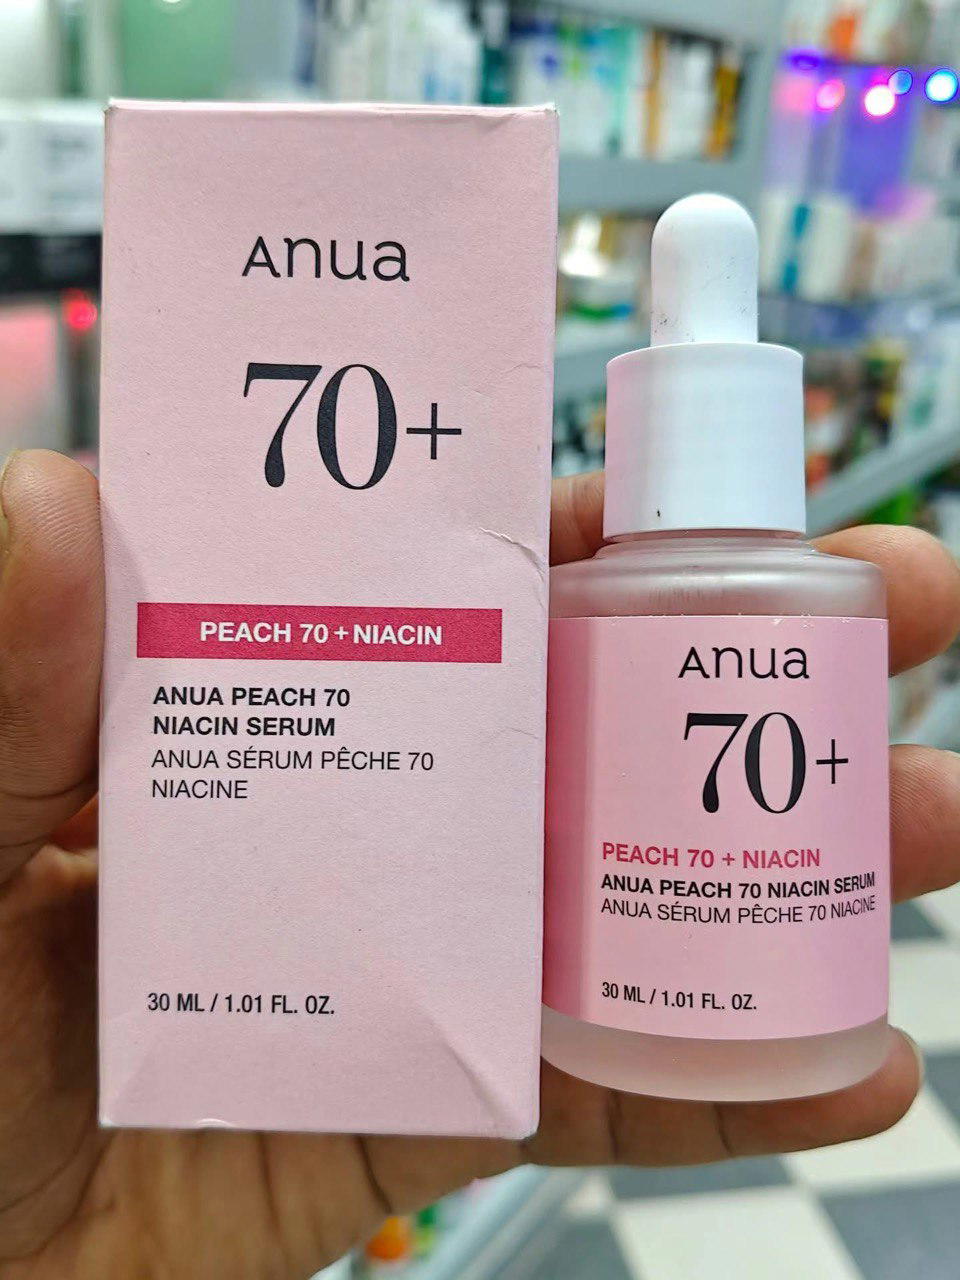 Anua
70+
PEACH 70 + NIACIN
ANUA PEACH 70
NIACIN SERUM
ANUA SÉRUM PÊCHE 70
NIACINE
30 ML / 1.01 FL. OZ.
Anua
70+
PEACH 70 + NIACIN
ANUA PEACH 70 NIACIN SERUM
ANUA SÉRUM PÊCHE 70 NIACINE
30 ML / 1.01 FL. OZ.